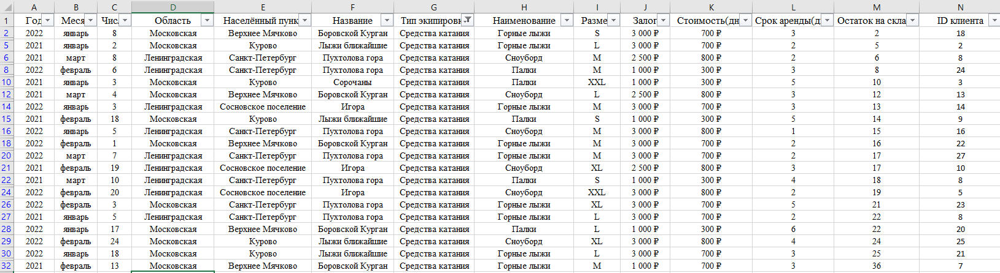 A B C D E F G H I J K L M N
1 Год Меся Чис Область Населённый пунк Название Тип экипировк Наименование Разме Залог Стоимость(дн Срок аренды(д Остаток на скла ID клиента
2 2022 январь 8 Московская Верхнее Мячково Боровской Курган Средства катания Горные лыжи S 3 000 ₽ 700 ₽ 3 2 18
5 2021 январь 2 Московская Курово Лыжи ближайшие Средства катания Горные лыжи L 3 000 ₽ 700 ₽ 2 5 2
6 2021 март 8 Ленинградская Санкт-Петербург Пухтолова гора Средства катания Сноуборд M 2 500 ₽ 800 ₽ 2 6 8
8 2022 февраль 6 Ленинградская Санкт-Петербург Пухтолова гора Средства катания Палки M 1 000 ₽ 300 ₽ 3 8 24
10 2021 январь 3 Московская Курово Сорочаны Средства катания Палки XXL 1 000 ₽ 300 ₽ 5 10 3
12 2021 март 4 Московская Верхнее Мячково Боровской Курган Средства катания Сноуборд L 2 500 ₽ 800 ₽ 3 12 13
14 2022 январь 3 Ленинградская Сосновское поселение Игора Средства катания Горные лыжи M 3 000 ₽ 700 ₽ 3 13 14
15 2021 февраль 18 Московская Курово Лыжи ближайшие Средства катания Палки S 1 000 ₽ 300 ₽ 5 14 9
16 2022 январь 5 Ленинградская Санкт-Петербург Пухтолова гора Средства катания Сноуборд M 3 000 ₽ 800 ₽ 1 15 16
18 2022 февраль 1 Московская Верхнее Мячково Боровской Курган Средства катания Горные лыжи M 3 000 ₽ 700 ₽ 2 16 22
20 2022 март 7 Ленинградская Санкт-Петербург Пухтолова гора Средства катания Горные лыжи M 3 000 ₽ 700 ₽ 2 17 27
21 2021 февраль 19 Ленинградская Сосновское поселение Игора Средства катания Сноуборд XL 2 500 ₽ 800 ₽ 3 17 10
22 2021 март 10 Ленинградская Санкт-Петербург Пухтолова гора Средства катания Палки S 1 000 ₽ 300 ₽ 4 18 8
24 2022 февраль 20 Ленинградская Сосновское поселение Игора Средства катания Сноуборд XXL 3 000 ₽ 800 ₽ 2 19 5
26 2022 февраль 3 Московская Санкт-Петербург Пухтолова гора Средства катания Горные лыжи XL 3 000 ₽ 700 ₽ 5 21 23
27 2021 январь 5 Ленинградская Санкт-Петербург Пухтолова гора Средства катания Горные лыжи L 3 000 ₽ 700 ₽ 2 22 8
28 2022 январь 17 Московская Верхнее Мячково Боровской Курган Средства катания Палки L 1 000 ₽ 300 ₽ 6 22 20
29 2022 февраль 24 Московская Курово Лыжи ближайшие Средства катания Сноуборд XL 3 000 ₽ 800 ₽ 4 24 25
30 2022 январь 18 Московская Курово Лыжи ближайшие Средства катания Горные лыжи L 3 000 ₽ 700 ₽ 3 25 21
32 2021 февраль 13 Московская Верхнее Мячково Боровской Курган Средства катания Горные лыжи M 1 000 ₽ 700 ₽ 3 36 7